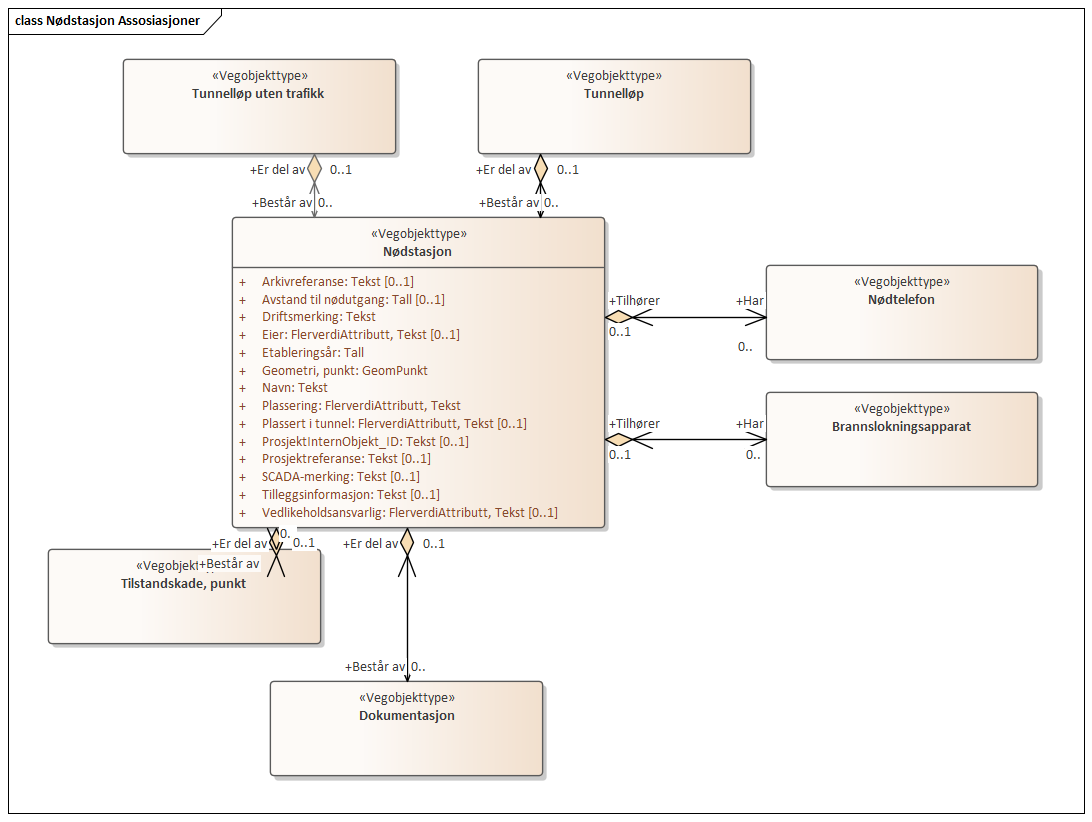 class Nødstasjon Assosiasjoner
«Vegobjekttype»
Tunnelløp uten trafikk
«Vegobjekttype»
Tunnelløp
+Er del av 0..1
+Består av 0..
+Er del av 0..1
+Består av 0..
«Vegobjekttype»
Nødstasjon
+ Arkivreferanse: Tekst [0..1]
+ Avstand til nødutgang: Tall [0..1]
+ Driftsmerking: Tekst
+ Eier: FlerverdiAttributt, Tekst [0..1]
+ Etableringsår: Tall
+ Geometri, punkt: GeomPunkt
+ Navn: Tekst
+ Plassering: FlerverdiAttributt, Tekst
+ Plassert i tunnel: FlerverdiAttributt, Tekst [0..1]
+ ProsjektInternObjekt_ID: Tekst [0..1]
+ Prosjektreferanse: Tekst [0..1]
+ SCADA-merking: Tekst [0..1]
+ Tilleggsinformasjon: Tekst [0..1]
+ Vedlikeholdsansvarlig: FlerverdiAttributt, Tekst [0..1]
+Tilhører +Har
0..1 0..
«Vegobjekttype»
Nødtelefon
+Tilhører +Har
0..1 0..
«Vegobjekttype»
Brannslokningsapparat
0..
+Er del av 0..1
+Består av
«Vegobjekt
Tilstandskade, punkt
+Er del av 0..1
+Består av 0..
«Vegobjekttype»
Dokumentasjon